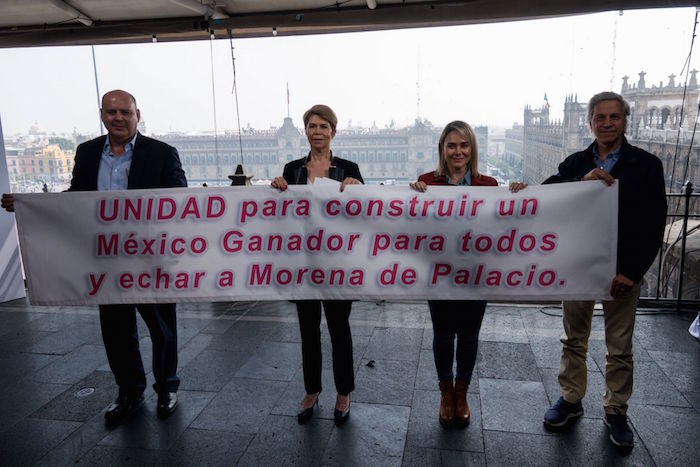 UNIDAD para construir un
México Ganador para todos
y echar a Morena de Palacio.